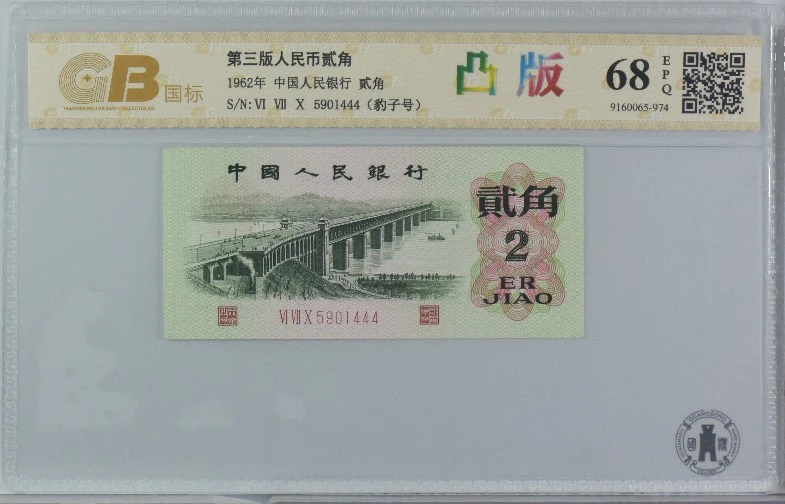 GB国标
第三版人民币贰角
1962年 中国人民银行 贰角
S/N:VI VII X 5901444（豹子号）
凸版
68
EPQ
9160065-974
中國人民銀行
貳角
2
ER
JIAO
VI VII X 5901444